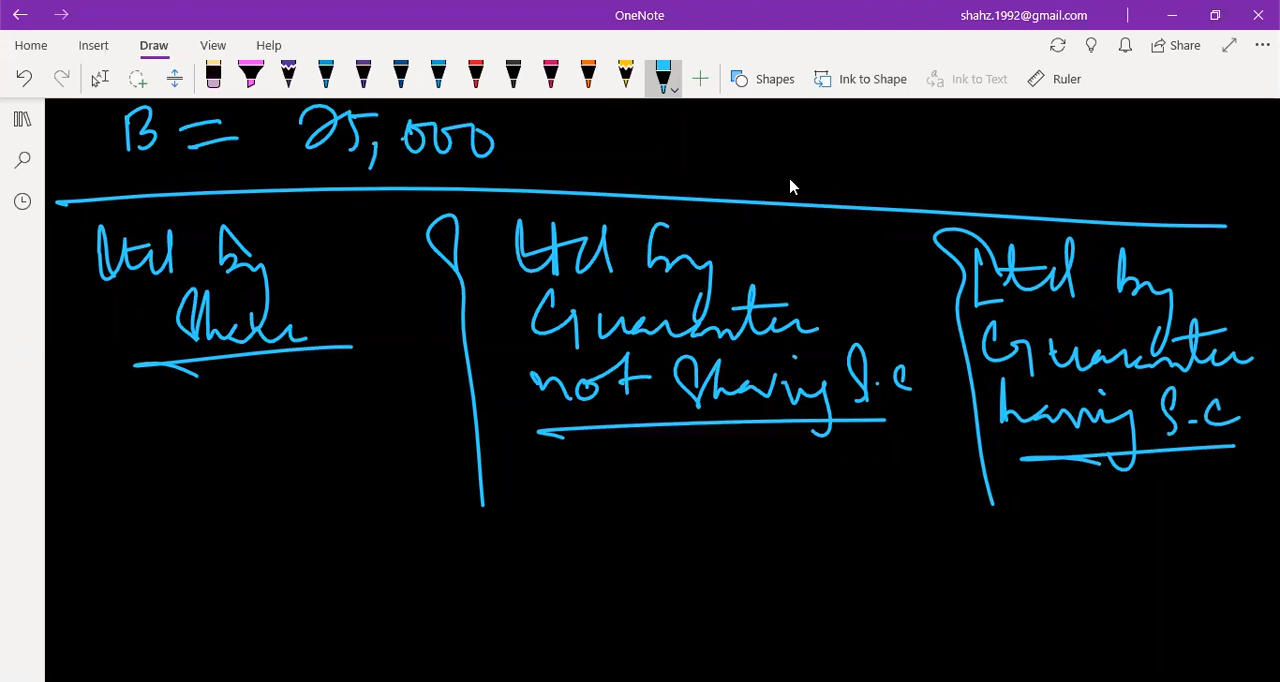 OneNote
shahz.1992@gmail.com
Home Insert Draw View Help
Share
Shapes Ink to Shape Ink to Text Ruler
B = 25,000
Ltd by
Share
Ltd by
Guarantee
not Having S.C
Ltd by
Guarantee
having S.C